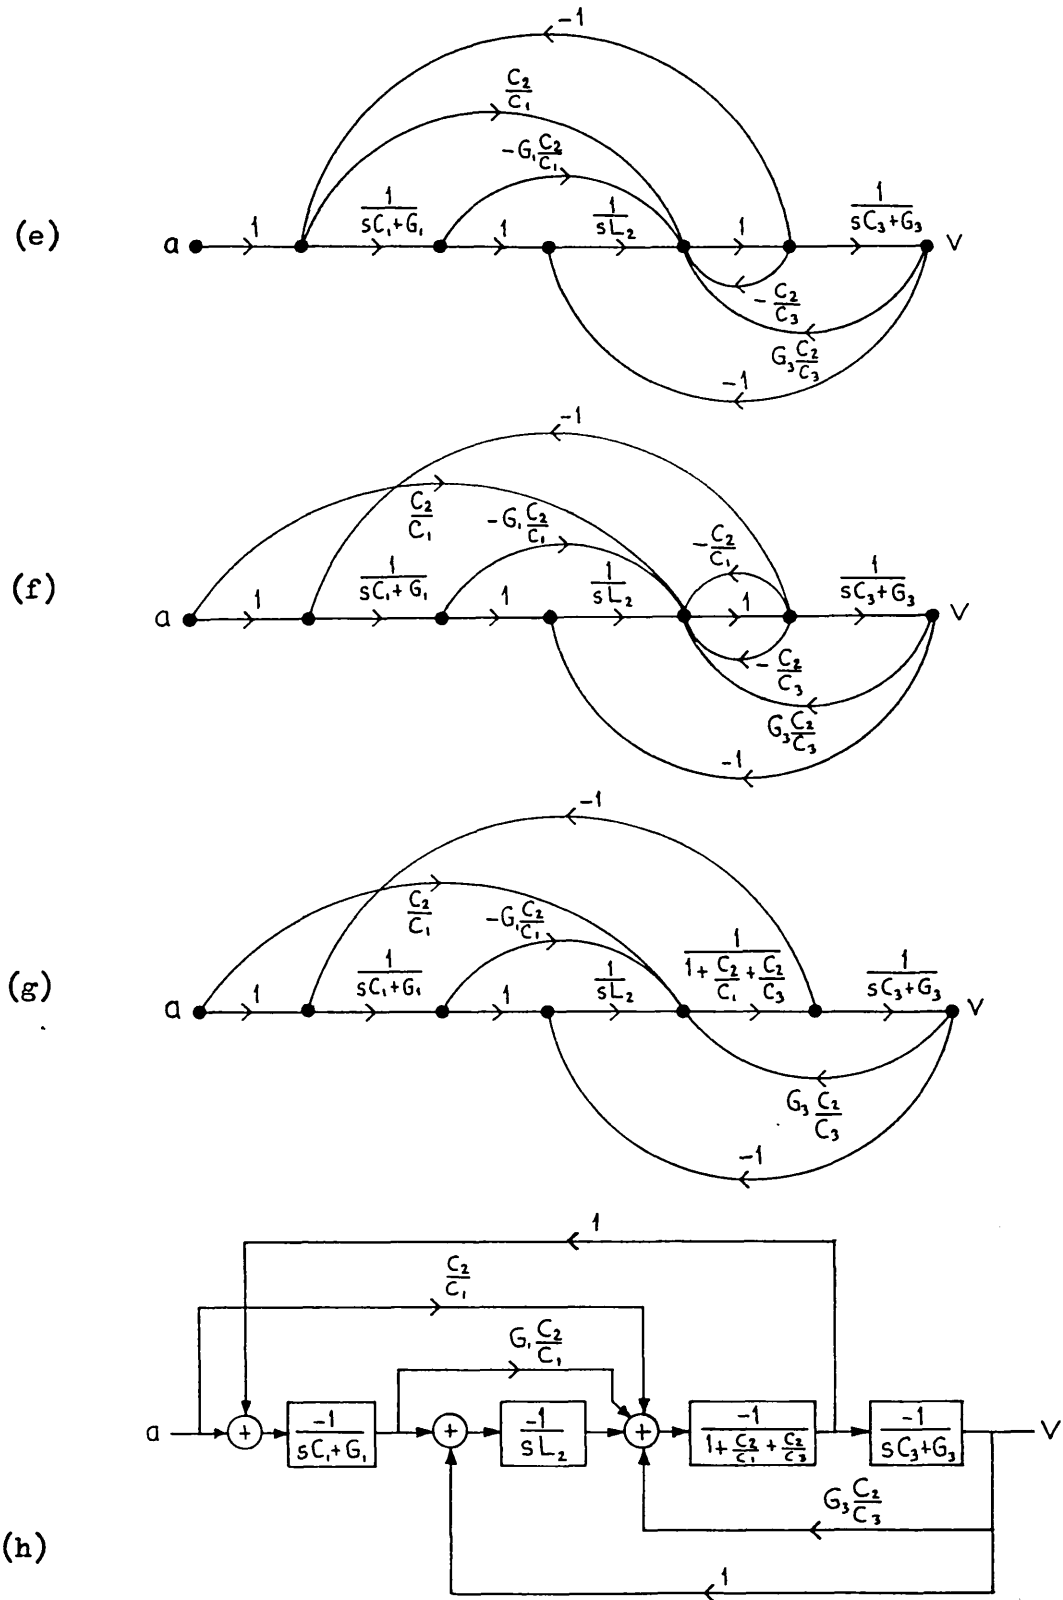 -1
C₂/C₁
-G₁ C₂/C₁
(e)
a
1
1/(sC₁+G₁)
1
1/(sL₂)
1
1/(sC₃+G₃)
V
-C₂/C₃
G₃ C₂/C₃
-1
-1
C₂/C₁
-G₁ C₂/C₁
-C₂/C₁
(f)
a
1
1/(sC₁+G₁)
1
1/(sL₂)
1
1/(sC₃+G₃)
V
-C₂/C₃
G₃ C₂/C₃
-1
-1
C₂/C₁
-G₁ C₂/C₁
(g)
a
1
1/(sC₁+G₁)
1
1/(sL₂)
1/(1+C₂/C₁+C₂/C₃)
1/(sC₃+G₃)
V
G₃ C₂/C₃
-1
1
C₂/C₁
G₁ C₂/C₁
a
+
-1/(sC₁+G₁)
+
-1/(sL₂)
+
-1/(1+C₂/C₁+C₂/C₃)
-1/(sC₃+G₃)
V
G₃ C₂/C₃
(h)
1